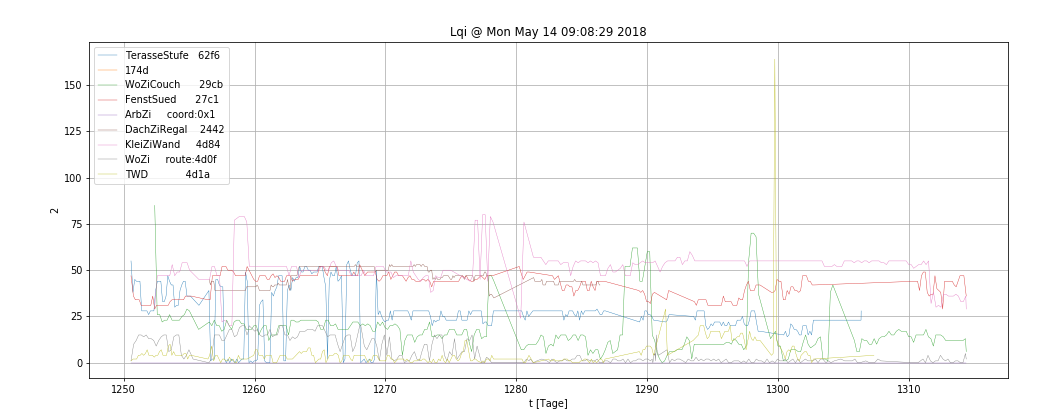 Lqi @ Mon May 14 09:08:29 2018
TerasseStufe 62f6
174d
WoZiCouch 29cb
FenstSued 27c1
ArbZi coord:0x1
DachZiRegal 2442
KleiZiWand 4d84
WoZi route:4d0f
TWD 4d1a
150
125
100
75
50
25
0
2
1250 1260 1270 1280 1290 1300 1310
t [Tage]